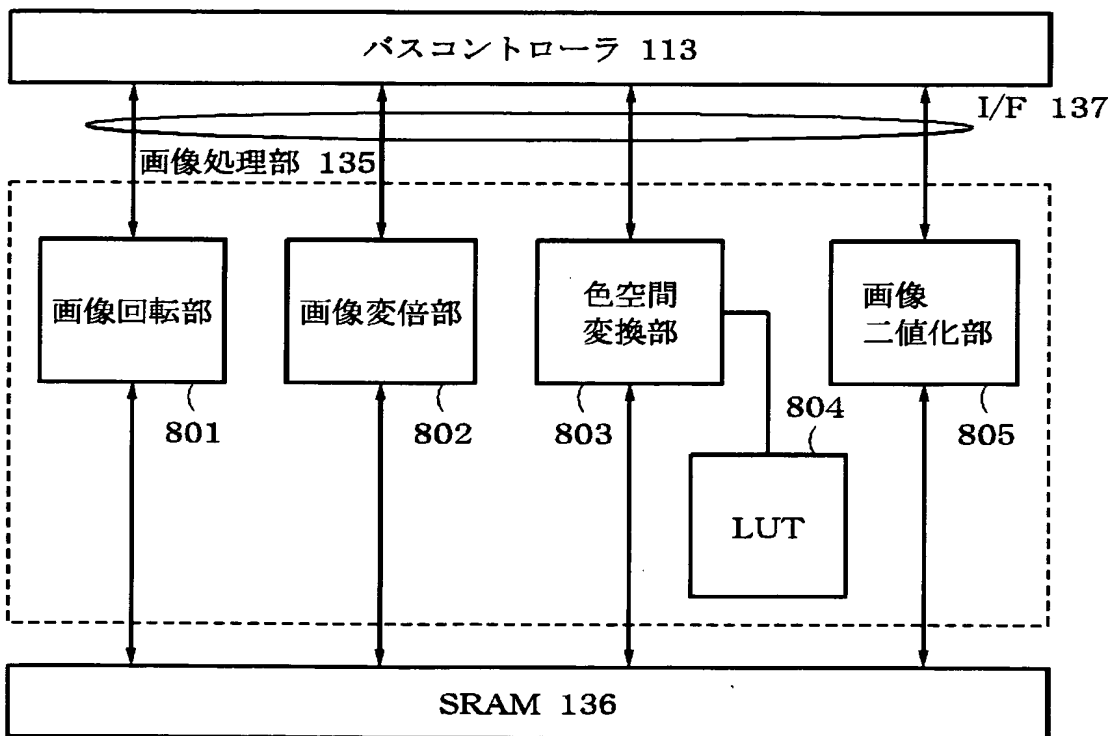 バスコントローラ 113
I/F 137
画像処理部 135
画像回転部
画像変倍部
色空間
変換部
画像
二値化部
801
802
803
804
805
LUT
SRAM 136